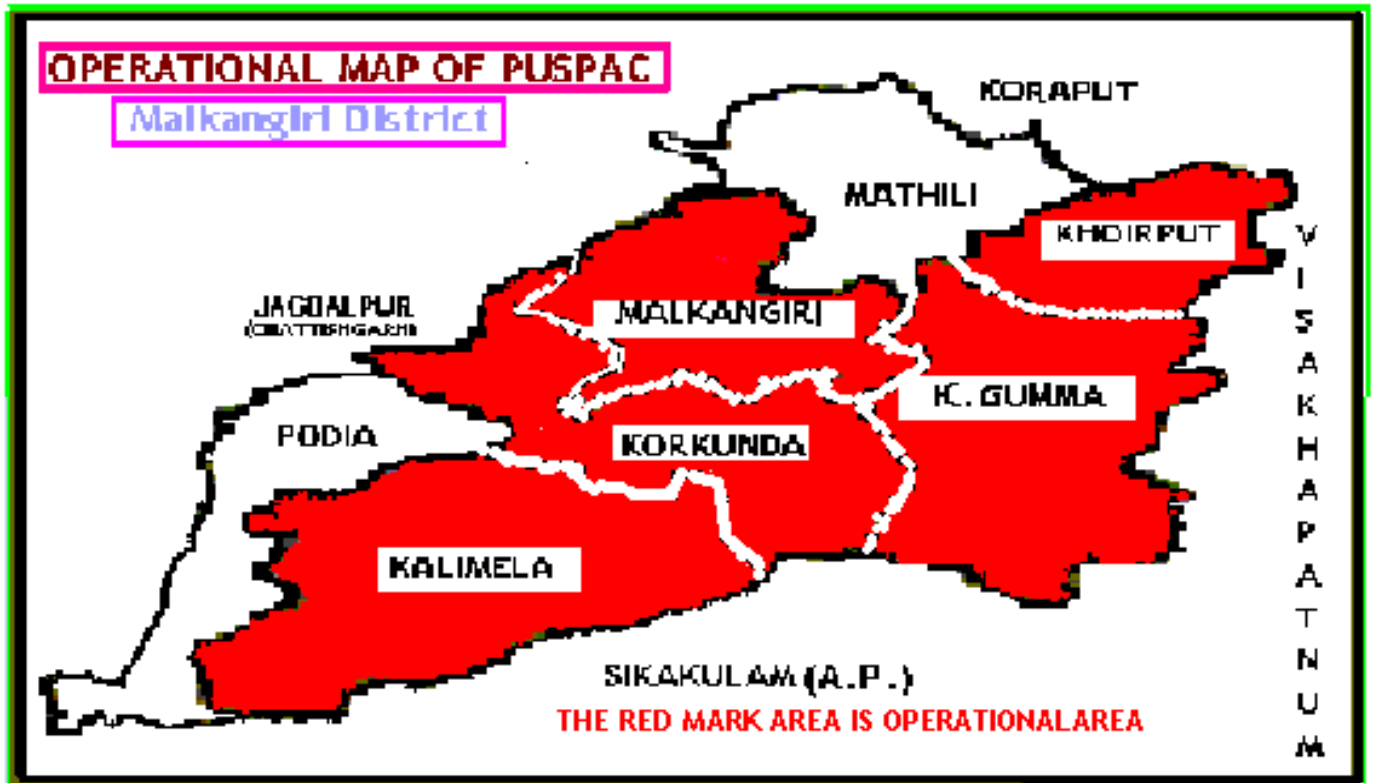 OPERATIONAL MAP OF PUSPAC
Malkangiri District
KORAPUT
MATHILI
KHOIRPUT
JAGDALPUR
(CHATTISHGARH)
MALKANGIRI
K. GUMMA
PODIA
KORKUNDA
KALIMELA
VISAKHAPATNUM
SIKAKULAM (A.P.)
THE RED MARK AREA IS OPERATIONALAREA